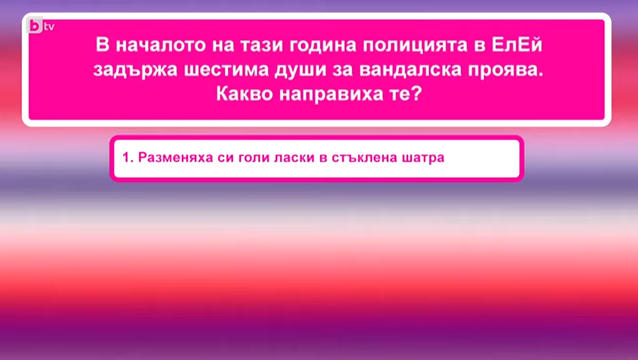 btv
В началото на тази година полицията в ЕлЕй
задържа шестима души за вандалска проява.
Какво направиха те?
1. Разменяха си голи ласки в стъклена шатра